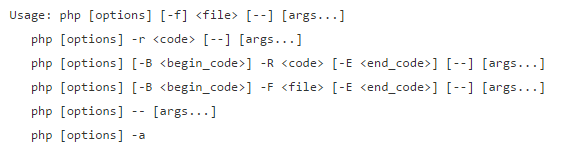 Usage: php [options] [-f] <file> [--] [args...]
php [options] -r <code> [--] [args...]
php [options] [-B <begin_code>] -R <code> [-E <end_code>] [--] [args...]
php [options] [-B <begin_code>] -F <file> [-E <end_code>] [--] [args...]
php [options] -- [args...]
php [options] -a